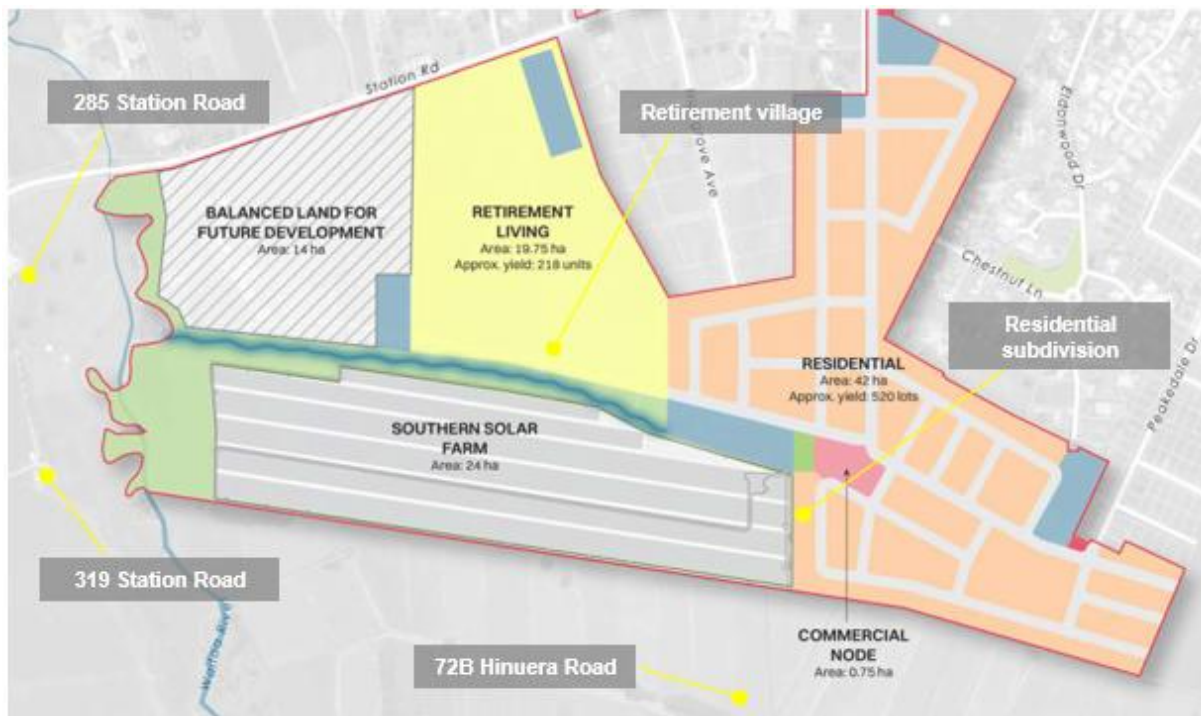 285 Station Road
Station Rd
Retirement village
Eldonwood Dr
BALANCED LAND FOR
FUTURE DEVELOPMENT
Area: 14 ha
RETIREMENT
LIVING
Area: 19.75 ha
Approx. yield: 218 units
Chestnut Ln
Residential
subdivision
Peakedale Dr
RESIDENTIAL
Area: 42 ha
Approx. yield: 520 lots
SOUTHERN SOLAR
FARM
Area: 24 ha
319 Station Road
COMMERCIAL
NODE
Area: 0.75 ha
72B Hinuera Road